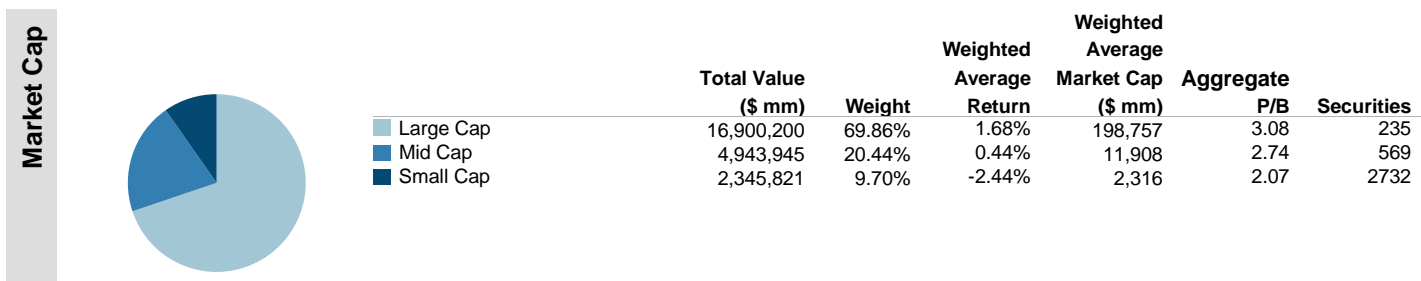 Market Cap
Weighted
Weighted Average
Total Value Average Market Cap Aggregate
($ mm) Weight Return ($ mm) P/B Securities
Large Cap 16,900,200 69.86% 1.68% 198,757 3.08 235
Mid Cap 4,943,945 20.44% 0.44% 11,908 2.74 569
Small Cap 2,345,821 9.70% -2.44% 2,316 2.07 2732